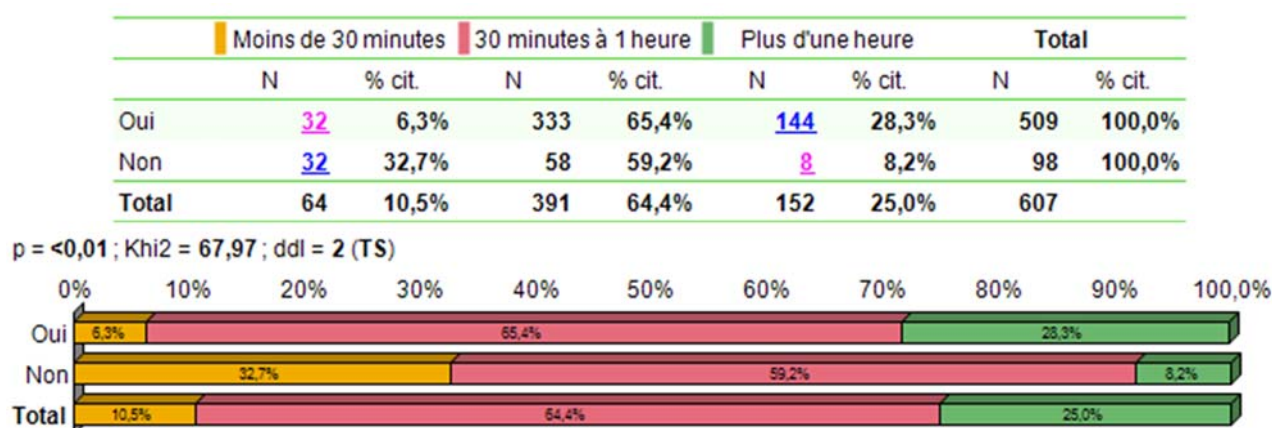 Moins de 30 minutes 30 minutes à 1 heure Plus d'une heure Total
N % cit. N % cit. N % cit. N % cit.
Oui 32 6,3% 333 65,4% 144 28,3% 509 100,0%
Non 32 32,7% 58 59,2% 8 8,2% 98 100,0%
Total 64 10,5% 391 64,4% 152 25,0% 607
p = <0,01 ; Khi2 = 67,97 ; ddl = 2 (TS)
0% 10% 20% 30% 40% 50% 60% 70% 80% 90% 100,0%
Oui 6,3% 65,4% 28,3%
Non 32,7% 59,2% 8,2%
Total 10,5% 64,4% 25,0%